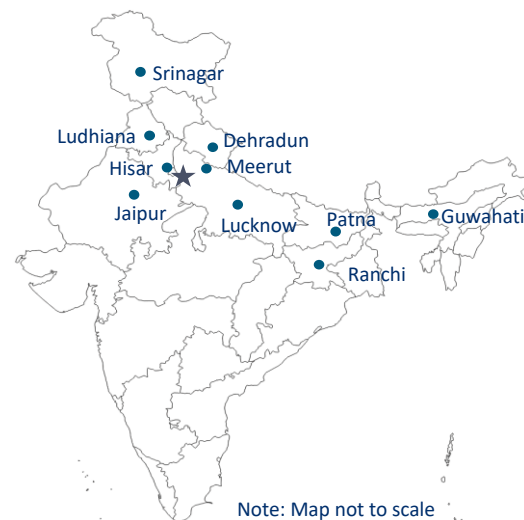 Srinagar
Ludhiana
Dehradun
Hisar
Meerut
Jaipur
Lucknow
Patna
Guwahati
Ranchi
Note: Map not to scale